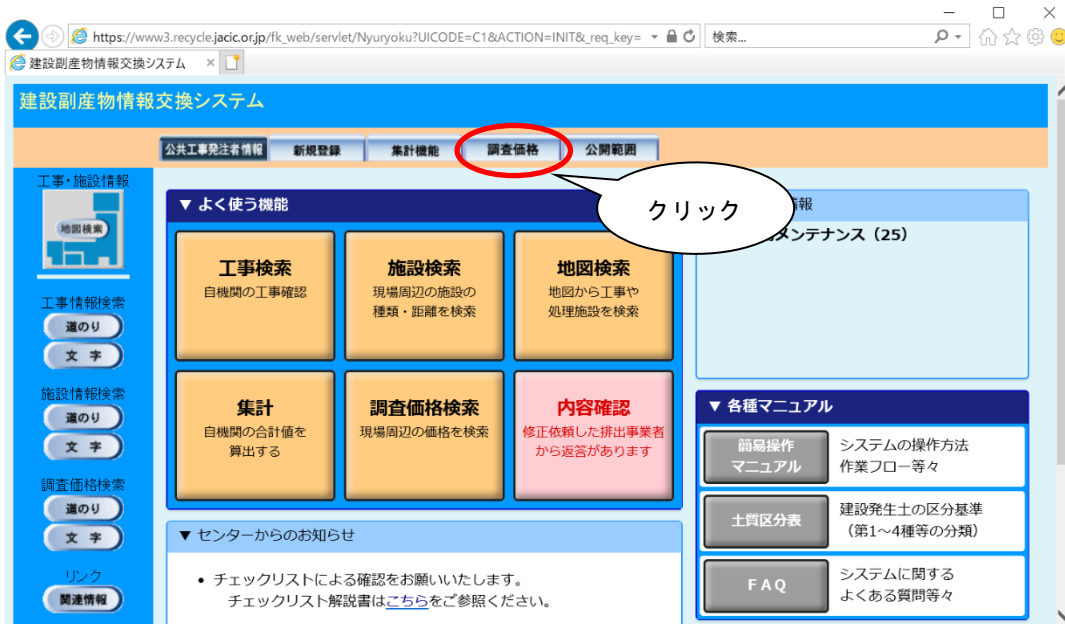 https://www3.recycle.jacic.or.jp/fk_web/servlet/Nyuryoku?UICODE=C1&ACTION=INIT&_req_key=
検索...
建設副産物情報交換システム
建設副産物情報交換システム
公共工事発注者情報
新規登録
集計機能
調査価格
公開範囲
クリック
工事・施設情報
地図検索
工事情報検索
道のり
文 字
施設情報検索
道のり
文 字
調査価格検索
道のり
文 字
リンク
関連情報
▼ よく使う機能
工事検索
自機関の工事確認
施設検索
現場周辺の施設の
種類・距離を検索
地図検索
地図から工事や
処理施設を検索
集計
自機関の合計値を
算出する
調査価格検索
現場周辺の価格を検索
内容確認
修正依頼した排出事業者
から返答があります
▼ センターからのお知らせ
• チェックリストによる確認をお願いいたします。
チェックリスト解説書はこちらをご参照ください。
情報
メンテナンス（25）
▼ 各種マニュアル
簡易操作
マニュアル
システムの操作方法
作業フロー等々
土質区分表
建設発生土の区分基準
（第1～4種等の分類）
F A Q
システムに関する
よくある質問等々